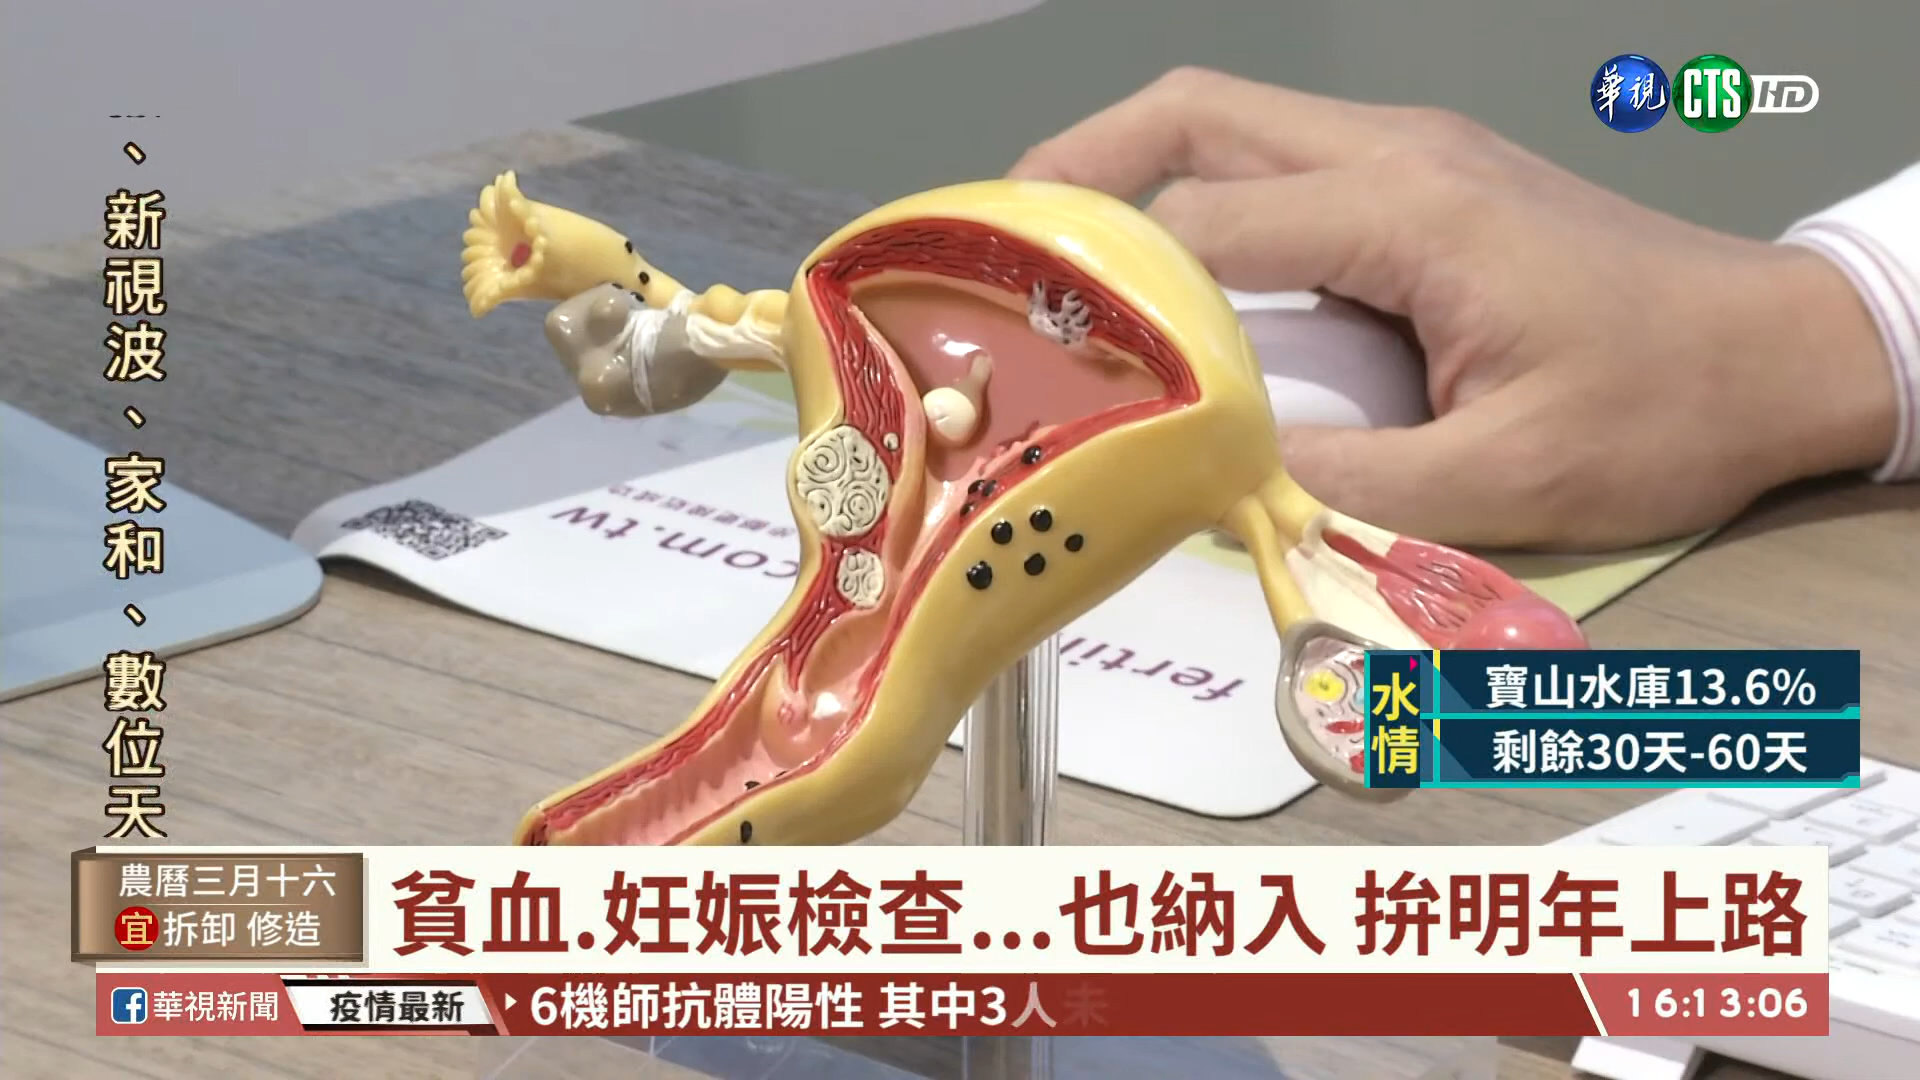 華視 CTS HD
、新視波、家和、數位天
com.tw
ferti
水情
寶山水庫13.6%
剩餘30天-60天
農曆三月十六
宜 拆卸 修造
貧血.妊娠檢查...也納入 拚明年上路
華視新聞
疫情最新
6機師抗體陽性 其中3人未
16:13:06